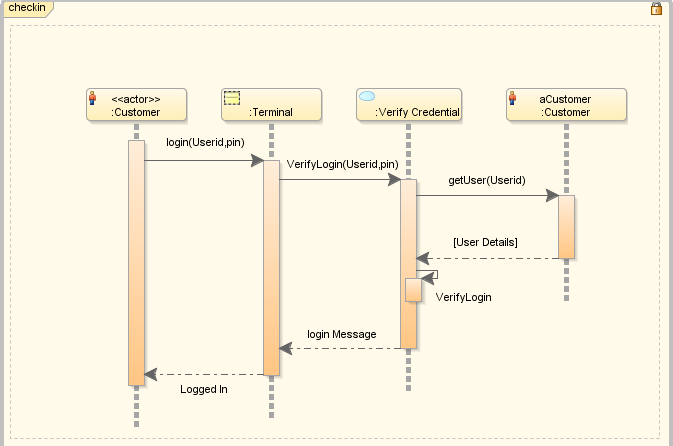 checkin
<<actor>>
:Customer
:Terminal
:Verify Credential
aCustomer
:Customer
login(Userid,pin)
VerifyLogin(Userid,pin)
getUser(Userid)
[User Details]
VerifyLogin
login Message
Logged In